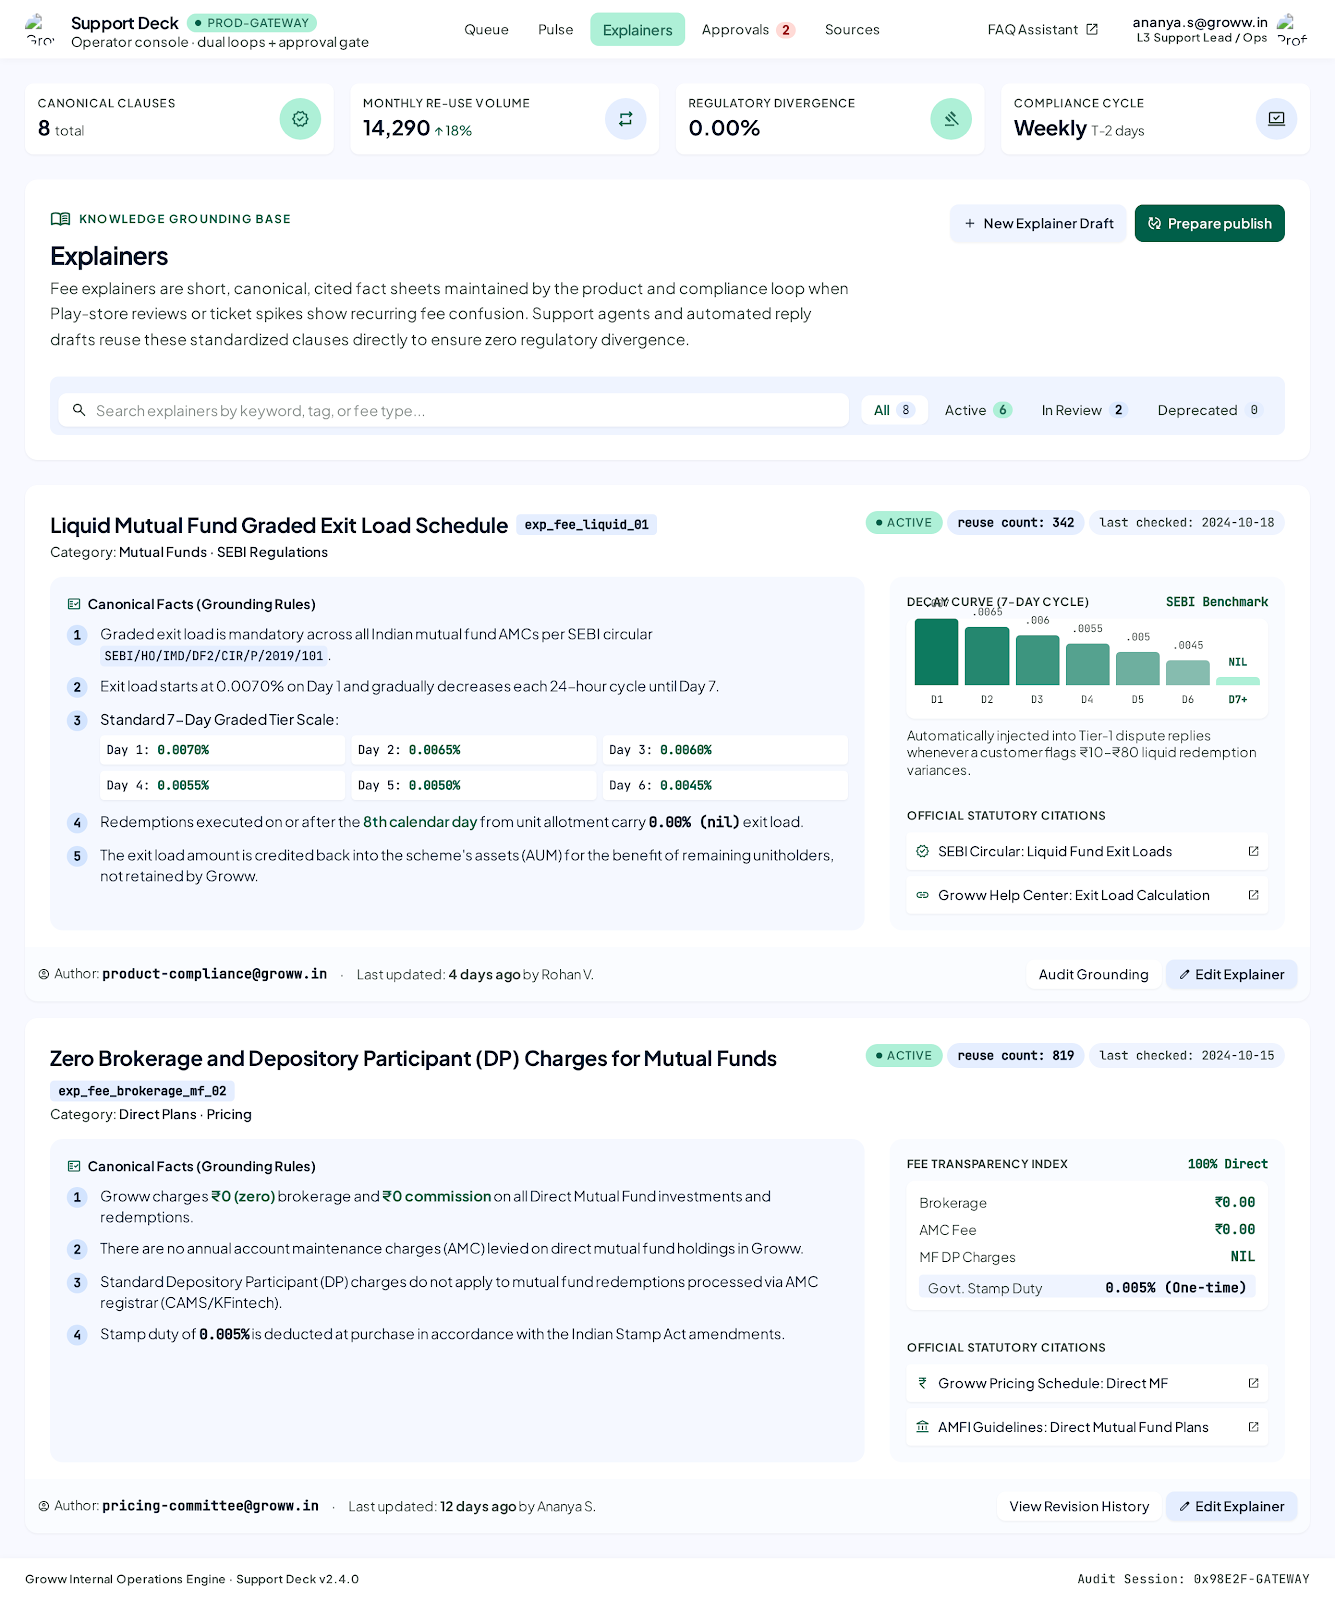 Support Deck
PROD-GATEWAY
Operator console · dual loops + approval gate
Queue
Pulse
Explainers
Approvals 2
Sources
FAQ Assistant
ananya.s@groww.in
L3 Support Lead / Ops
CANONICAL CLAUSES
8 total
MONTHLY RE-USE VOLUME
14,290 ↑ 18%
REGULATORY DIVERGENCE
0.00%
COMPLIANCE CYCLE
Weekly T-2 days
KNOWLEDGE GROUNDING BASE
+ New Explainer Draft
Prepare publish
Explainers
Fee explainers are short, canonical, cited fact sheets maintained by the product and compliance loop when
Play-store reviews or ticket spikes show recurring fee confusion. Support agents and automated reply
drafts reuse these standardized clauses directly to ensure zero regulatory divergence.
Search explainers by keyword, tag, or fee type...
All 8
Active 6
In Review 2
Deprecated 0
Liquid Mutual Fund Graded Exit Load Schedule exp_fee_liquid_01
ACTIVE
reuse count: 342
last checked: 2024-10-18
Category: Mutual Funds · SEBI Regulations
Canonical Facts (Grounding Rules)
1 Graded exit load is mandatory across all Indian mutual fund AMCs per SEBI circular
SEBI/HO/IMD/DF2/CIR/P/2019/101 .
2 Exit load starts at 0.0070% on Day 1 and gradually decreases each 24-hour cycle until Day 7.
3 Standard 7-Day Graded Tier Scale:
Day 1: 0.0070%
Day 2: 0.0065%
Day 3: 0.0060%
Day 4: 0.0055%
Day 5: 0.0050%
Day 6: 0.0045%
4 Redemptions executed on or after the 8th calendar day from unit allotment carry 0.00% (nil) exit load.
5 The exit load amount is credited back into the scheme's assets (AUM) for the benefit of remaining unitholders,
not retained by Groww.
DECAY CURVE (7-DAY CYCLE)
SEBI Benchmark
.0065
.006
.0055
.005
.0045
NIL
D1
D2
D3
D4
D5
D6
D7+
Automatically injected into Tier-1 dispute replies
whenever a customer flags ₹10-₹80 liquid redemption
variances.
OFFICIAL STATUTORY CITATIONS
SEBI Circular: Liquid Fund Exit Loads
Groww Help Center: Exit Load Calculation
Author: product-compliance@groww.in · Last updated: 4 days ago by Rohan V.
Audit Grounding
Edit Explainer
Zero Brokerage and Depository Participant (DP) Charges for Mutual Funds
ACTIVE
reuse count: 819
last checked: 2024-10-15
exp_fee_brokerage_mf_02
Category: Direct Plans · Pricing
Canonical Facts (Grounding Rules)
1 Groww charges ₹0 (zero) brokerage and ₹0 commission on all Direct Mutual Fund investments and
redemptions.
2 There are no annual account maintenance charges (AMC) levied on direct mutual fund holdings in Groww.
3 Standard Depository Participant (DP) charges do not apply to mutual fund redemptions processed via AMC
registrar (CAMS/KFintech).
4 Stamp duty of 0.005% is deducted at purchase in accordance with the Indian Stamp Act amendments.
FEE TRANSPARENCY INDEX
100% Direct
Brokerage ₹0.00
AMC Fee ₹0.00
MF DP Charges NIL
Govt. Stamp Duty 0.005% (One-time)
OFFICIAL STATUTORY CITATIONS
Groww Pricing Schedule: Direct MF
AMFI Guidelines: Direct Mutual Fund Plans
Author: pricing-committee@groww.in · Last updated: 12 days ago by Ananya S.
View Revision History
Edit Explainer
Groww Internal Operations Engine · Support Deck v2.4.0
Audit Session: 0x98E2F-GATEWAY